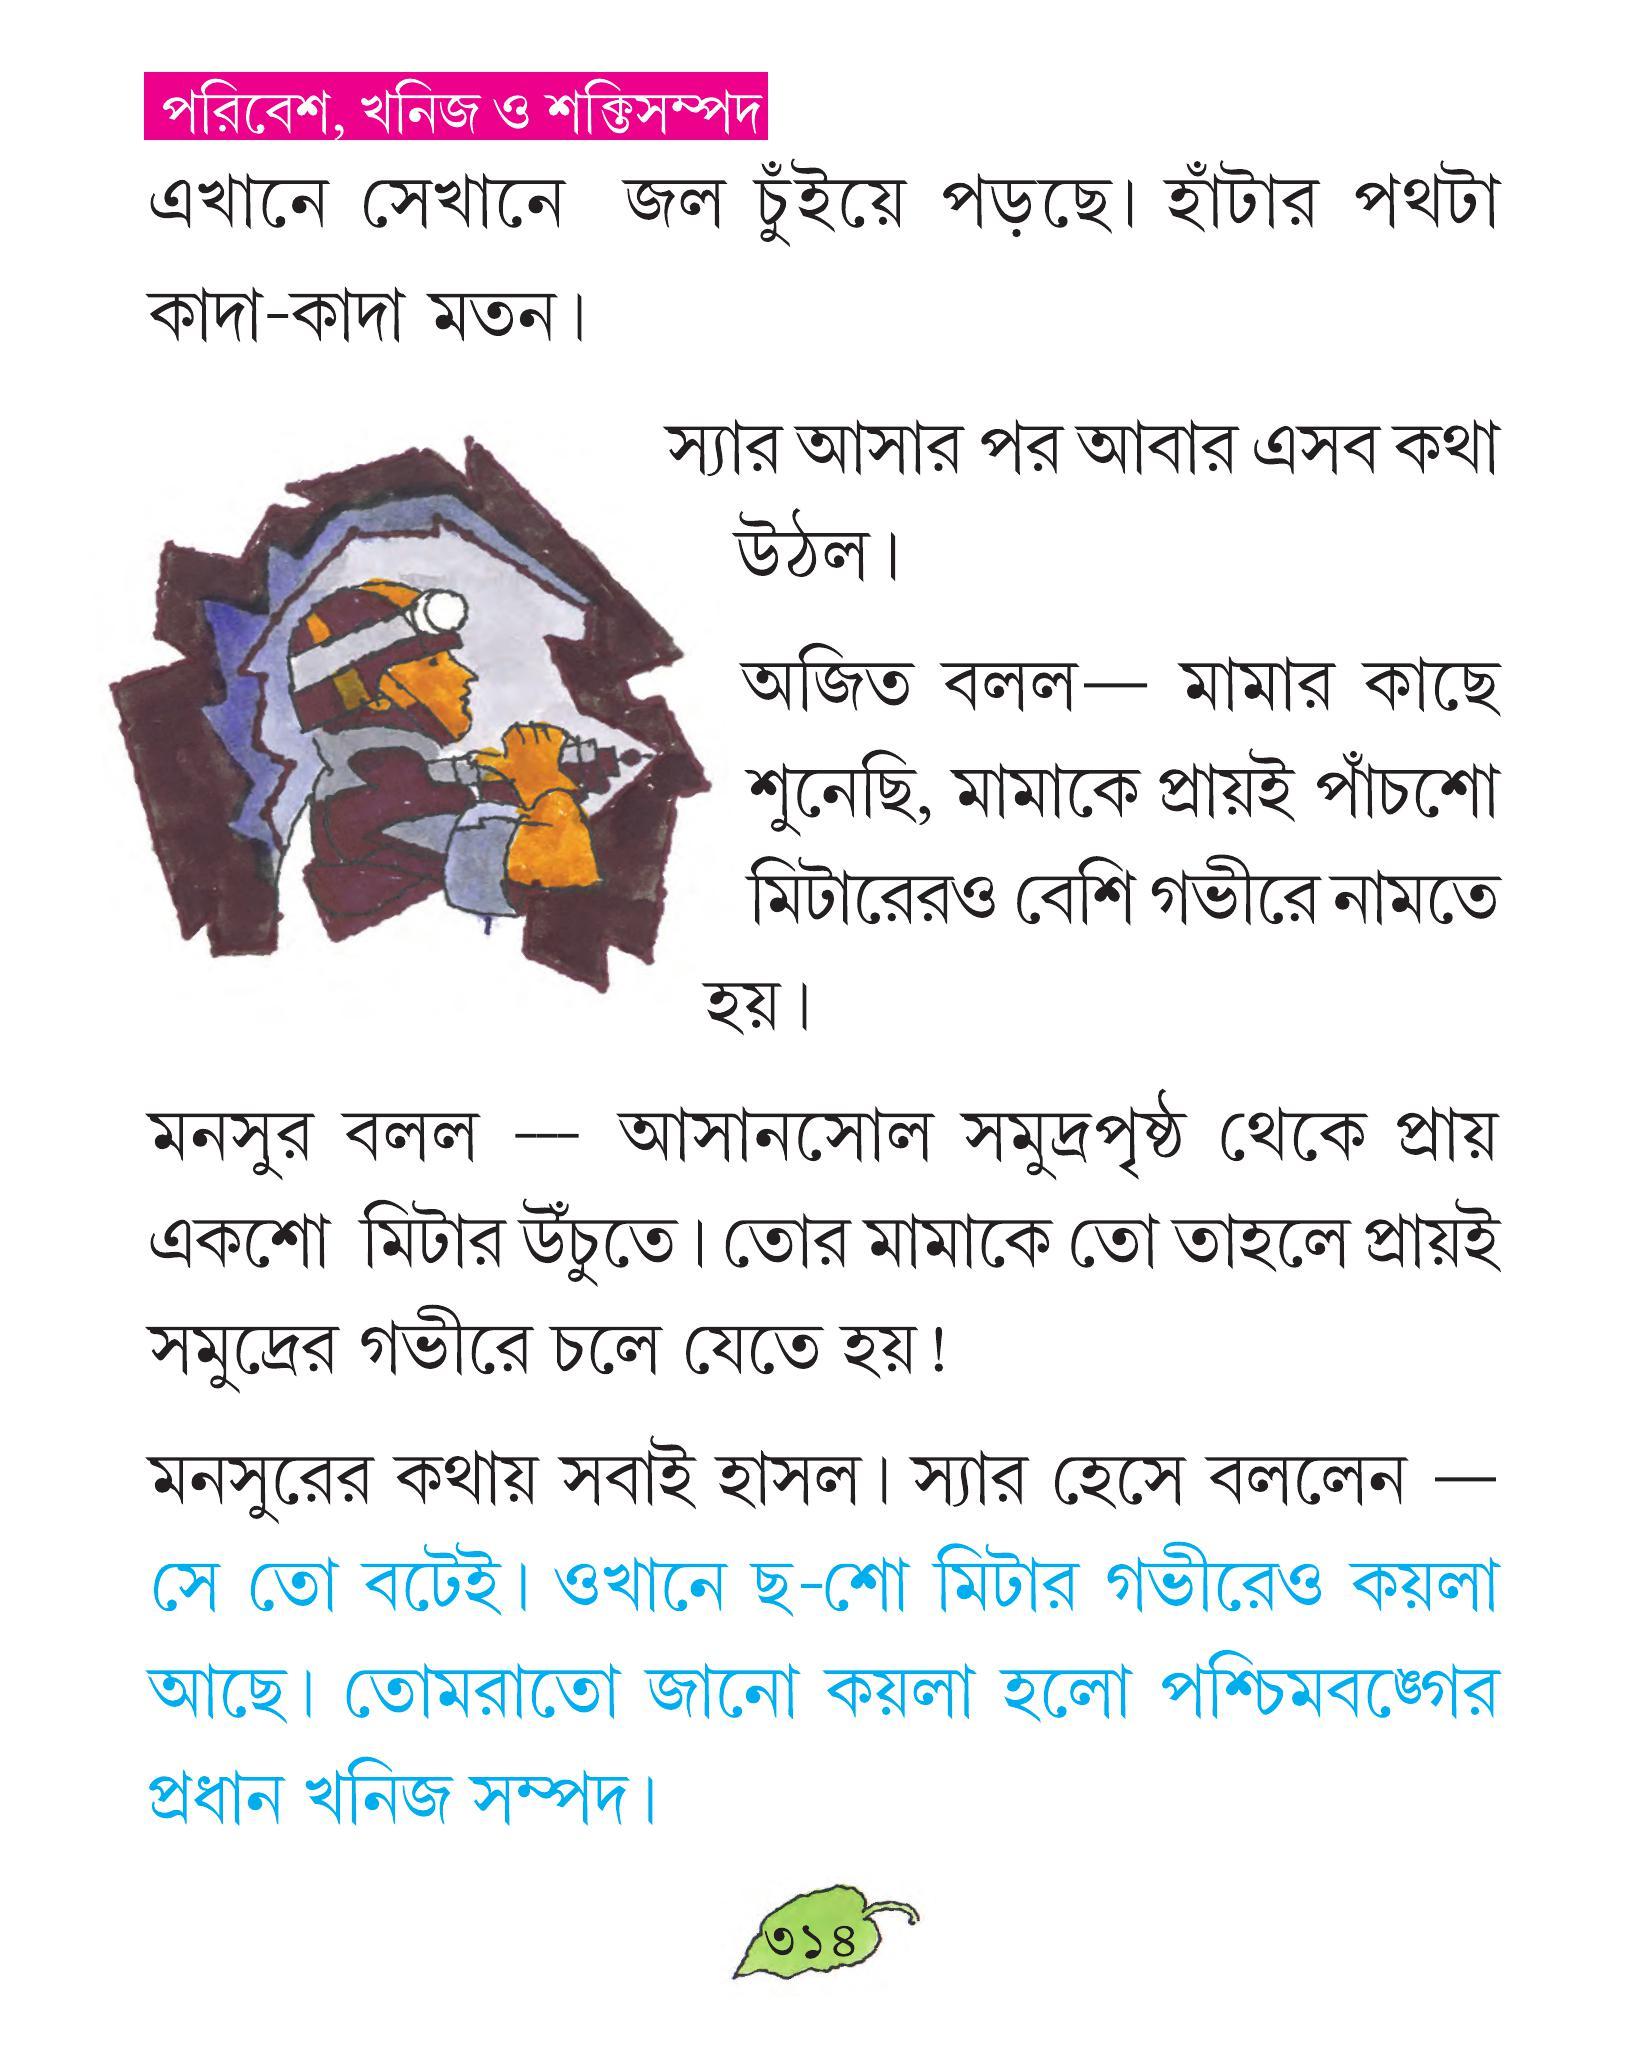 পরিবেশ, খনিজ ও শক্তিসম্পদ
এখানে সেখানে জল চুঁইয়ে পড়ছে। হাঁটার পথটা
কাদা-কাদা মতন।
স্যার আসার পর আবার এসব কথা
উঠল।
অজিত বলল— মামার কাছে
শুনেছি, মামাকে প্রায়ই পাঁচশো
মিটারেরও বেশি গভীরে নামতে
হয়।
মনসুর বলল — আসানসোল সমুদ্রপৃষ্ঠ থেকে প্রায়
একশো মিটার উঁচুতে। তোর মামাকে তো তাহলে প্রায়ই
সমুদ্রের গভীরে চলে যেতে হয়!
মনসুরের কথায় সবাই হাসল। স্যার হেসে বললেন —
সে তো বটেই। ওখানে ছ-শো মিটার গভীরেও কয়লা
আছে। তোমরাতো জানো কয়লা হলো পশ্চিমবঙ্গের
প্রধান খনিজ সম্পদ।
৩১৪